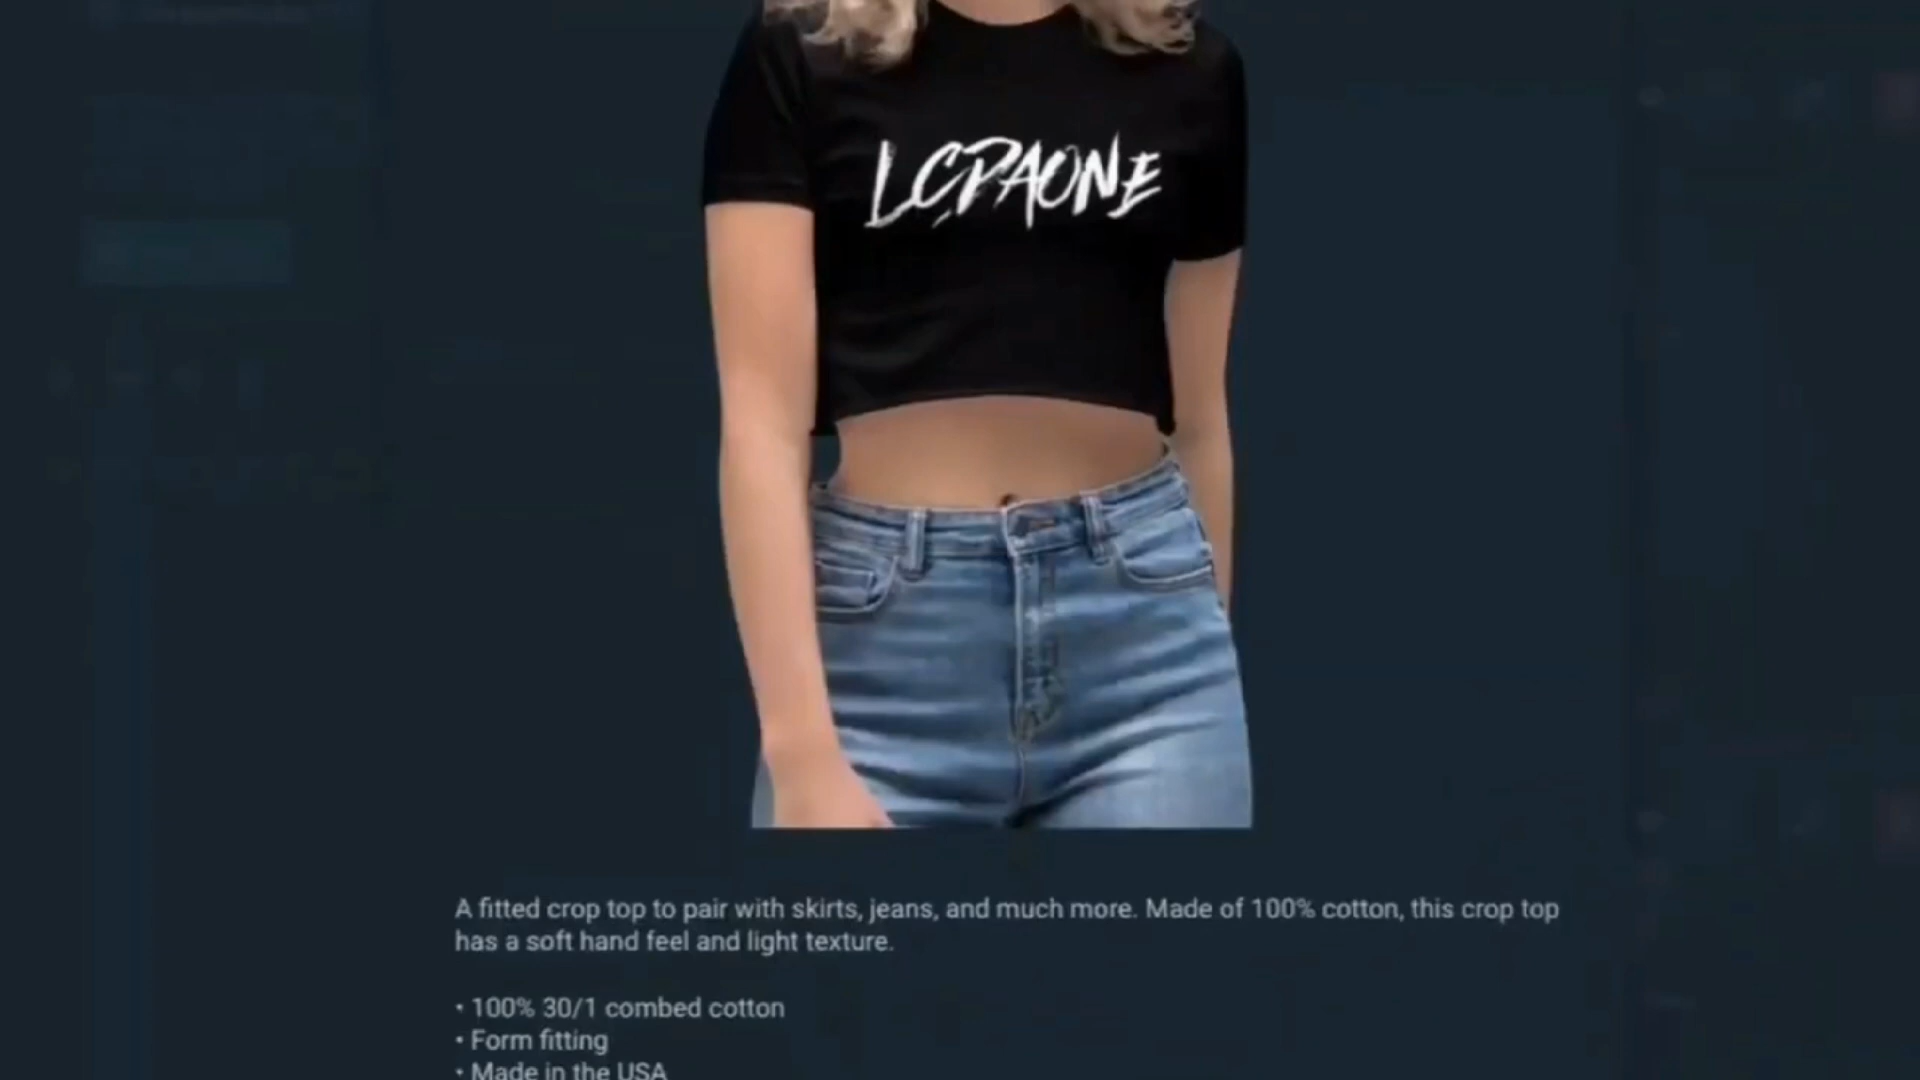 LCPAONE
A fitted crop top to pair with skirts, jeans, and much more. Made of 100% cotton, this crop top
has a soft hand feel and light texture.
• 100% 30/1 combed cotton
• Form fitting
• Made in the USA